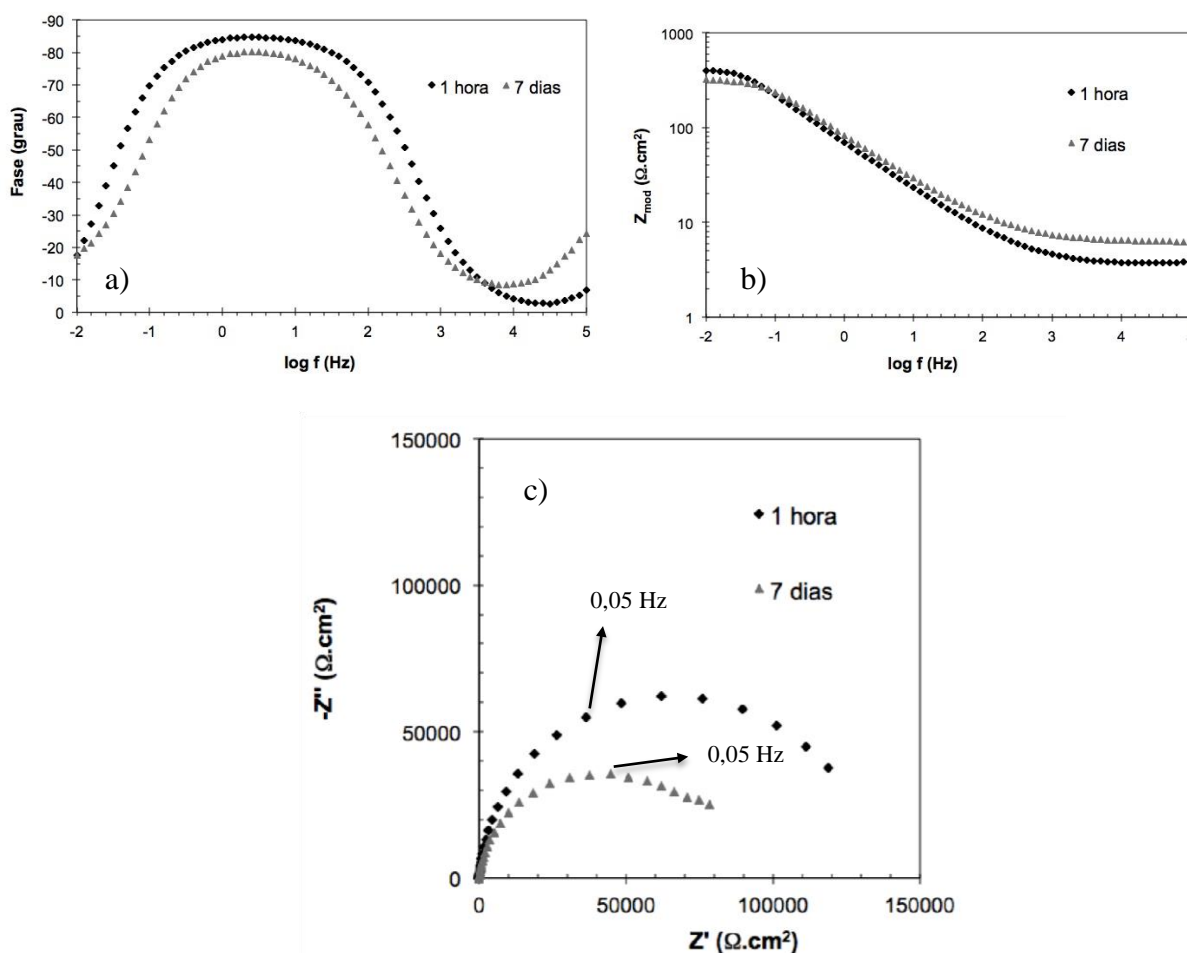 -90
-80
-70
-60
-50
-40
-30
-20
-10
0
Fase (grau)
-2 -1 0 1 2 3 4 5
log f (Hz)
1 hora 7 dias
a)
1000
100
10
1
Zmod (Ω.cm²)
-2 -1 0 1 2 3 4
log f (Hz)
1 hora
7 dias
b)
150000
100000
50000
0
-Z" (Ω.cm²)
c)
1 hora
7 dias
0,05 Hz
0,05 Hz
0 50000 100000 150000
Z' (Ω.cm²)